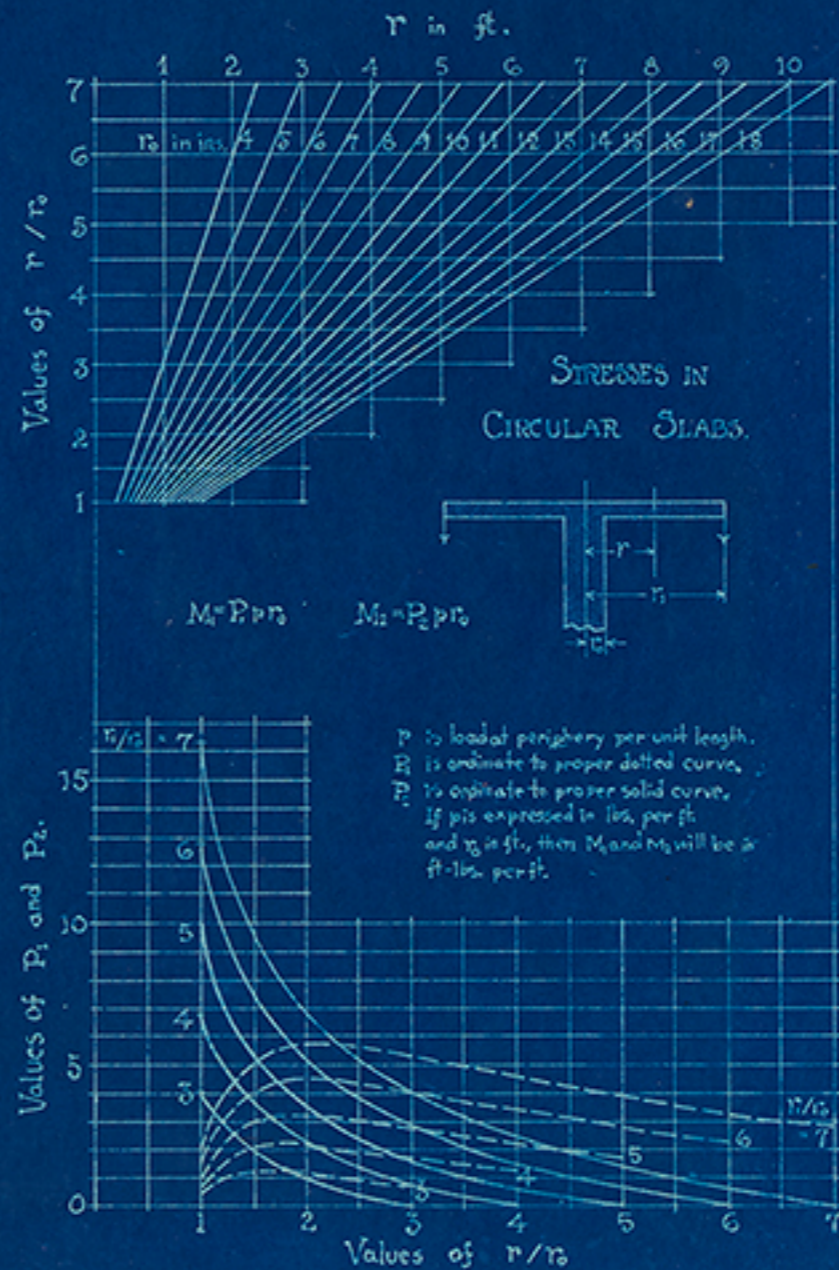 r in ft.
1 2 3 4 5 6 7 8 9 10
7
r₀ in ins. 4 5 6 7 8 9 10 11 12 13 14 15 16 17 18
6
5
4
3
2
1
Values of r/r₀
STRESSES IN
CIRCULAR SLABS.
r
r₁
r₀
M₁=P₁pr₀ M₂=P₂pr₀
p is load at periphery per unit length.
is ordinate to proper dotted curve.
is ordinate to proper solid curve.
If p is expressed in lbs. per ft
and r₀ in ft., then M₁ and M₂ will be in
ft-lbs. per ft.
r₁/r₀ = 7
15
6
10
5
4
5
3
0
Values of P₁ and P₂.
r₁/r₀
= 7
6
5
4
3
1 2 3 4 5 6 7
Values of r/r₀